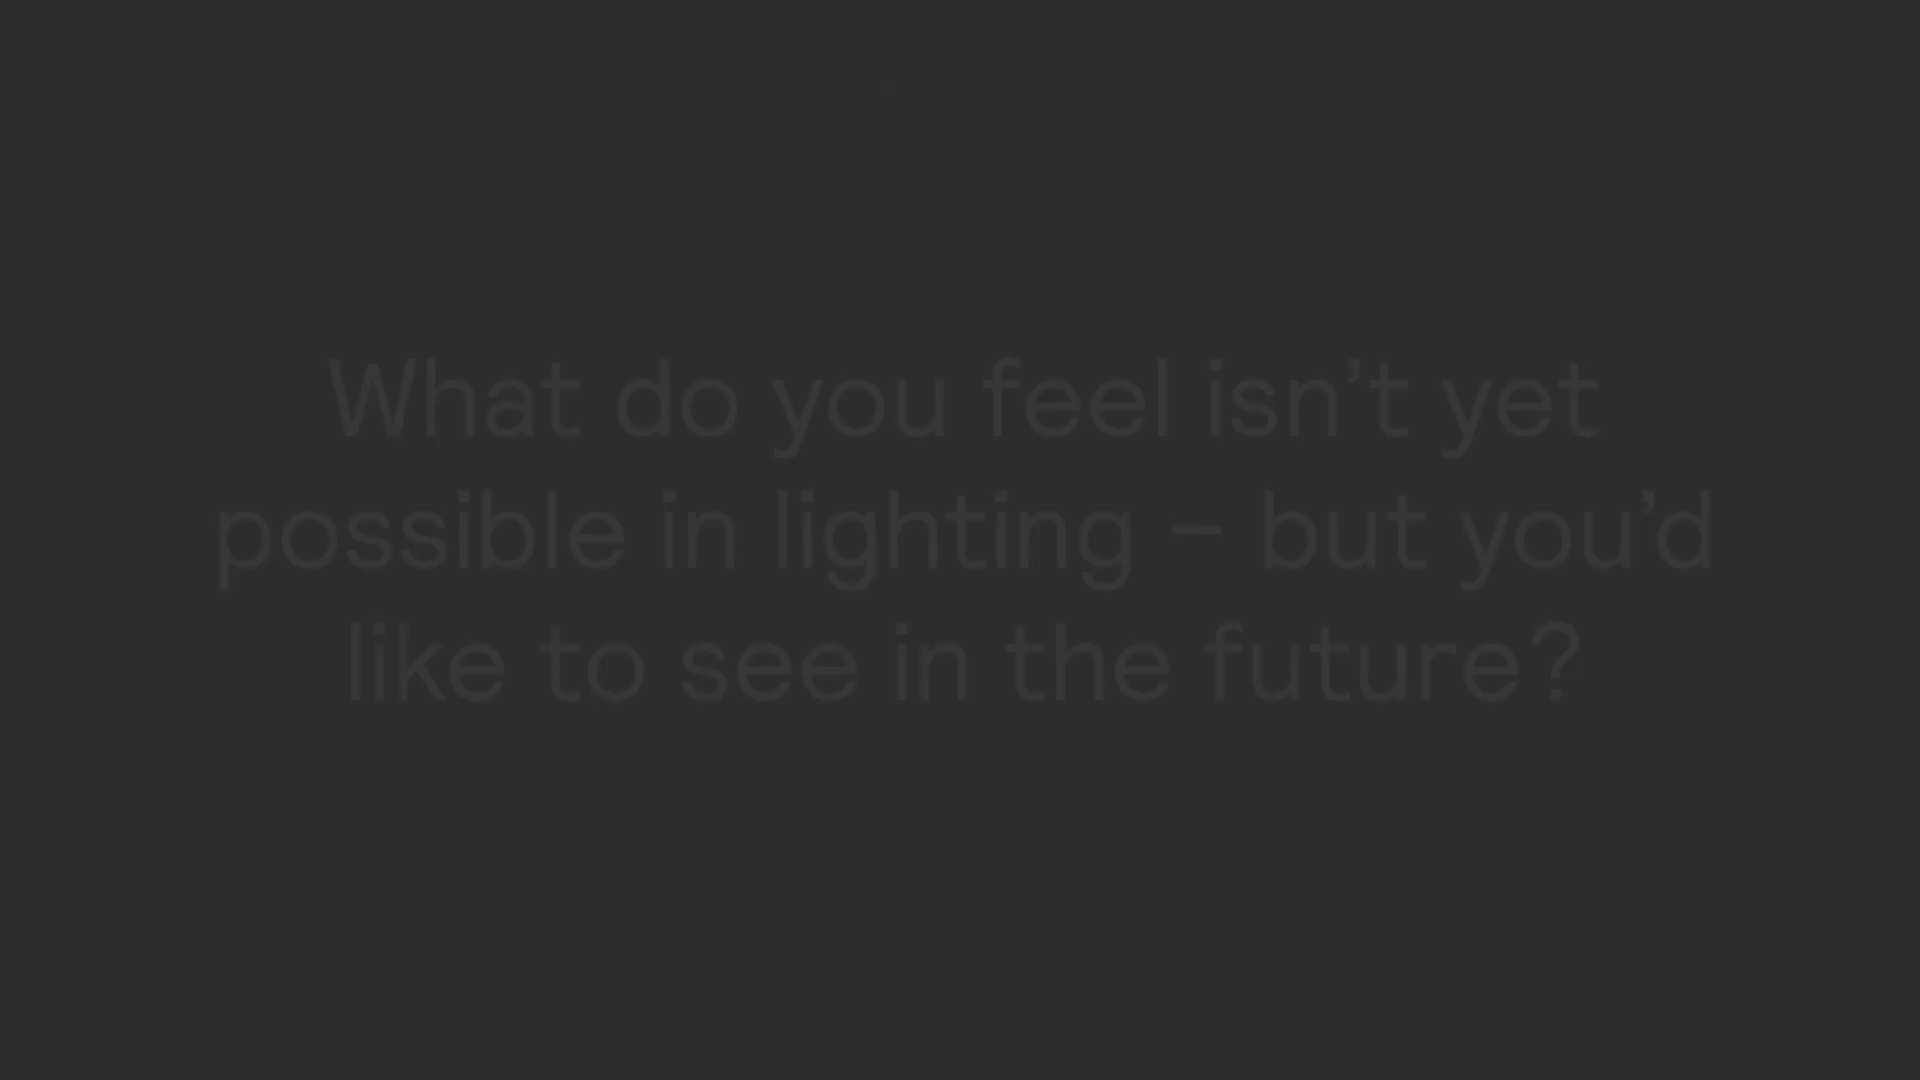 What do you feel isn’t yet
possible in lighting – but you’d
like to see in the future?